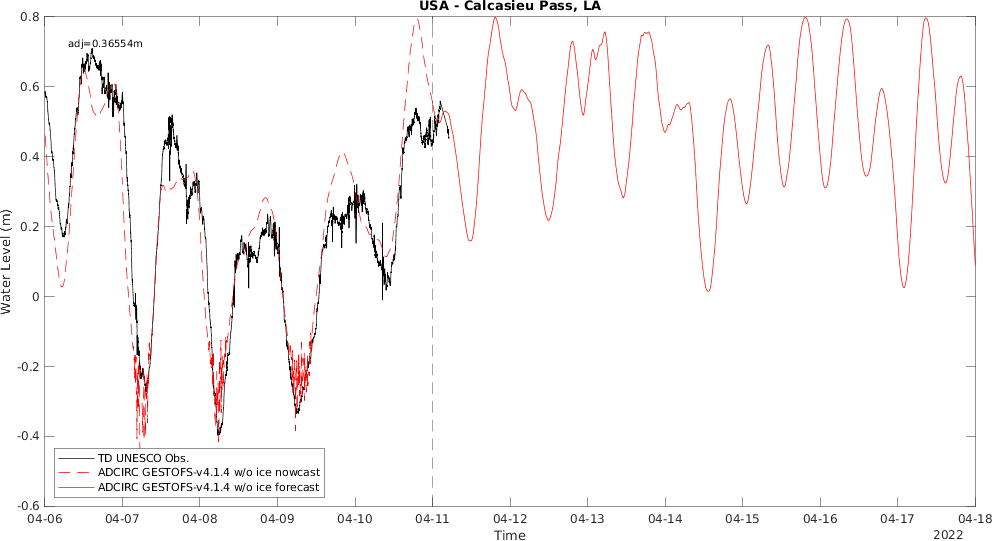 USA - Calcasieu Pass, LA
adj=0.36554m
0.8
0.6
0.4
0.2
0
-0.2
-0.4
-0.6
Water Level (m)
TD UNESCO Obs.
ADCIRC GESTOFS-v4.1.4 w/o ice nowcast
ADCIRC GESTOFS-v4.1.4 w/o ice forecast
04-06 04-07 04-08 04-09 04-10 04-11 04-12 04-13 04-14 04-15 04-16 04-17 04-18
Time
2022